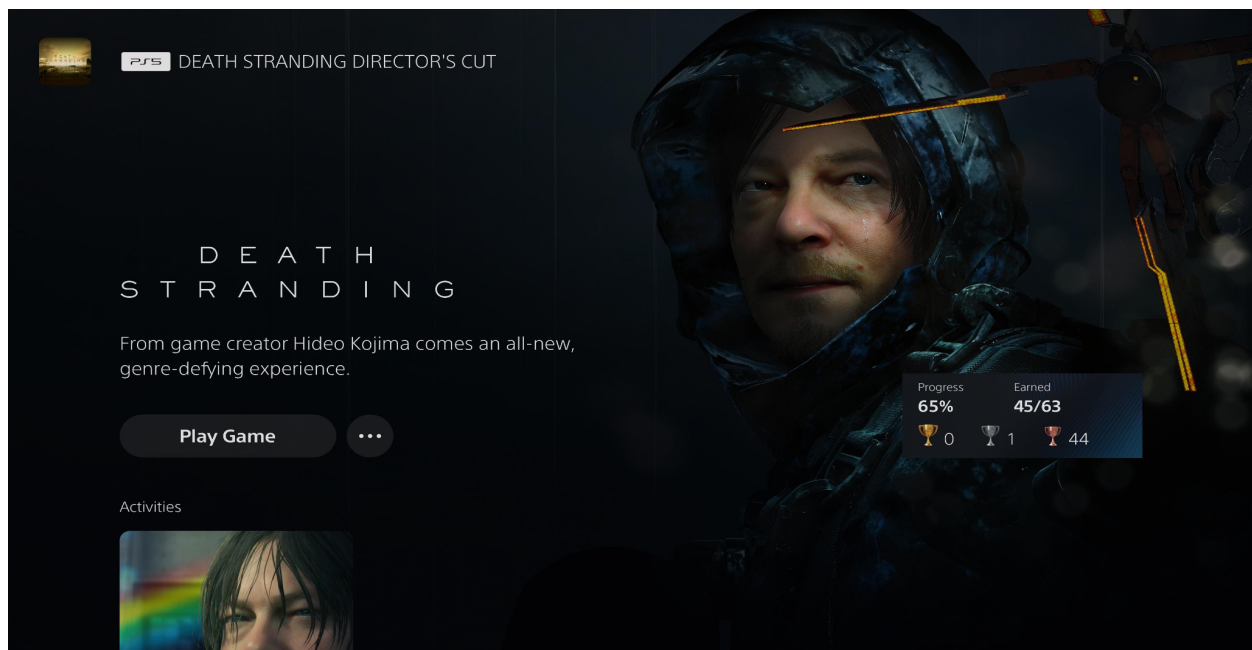 PS5 DEATH STRANDING DIRECTOR'S CUT
DEATH
STRANDING
From game creator Hideo Kojima comes an all-new,
genre-defying experience.
Play Game
Progress Earned
65% 45/63
0 1 44
Activities